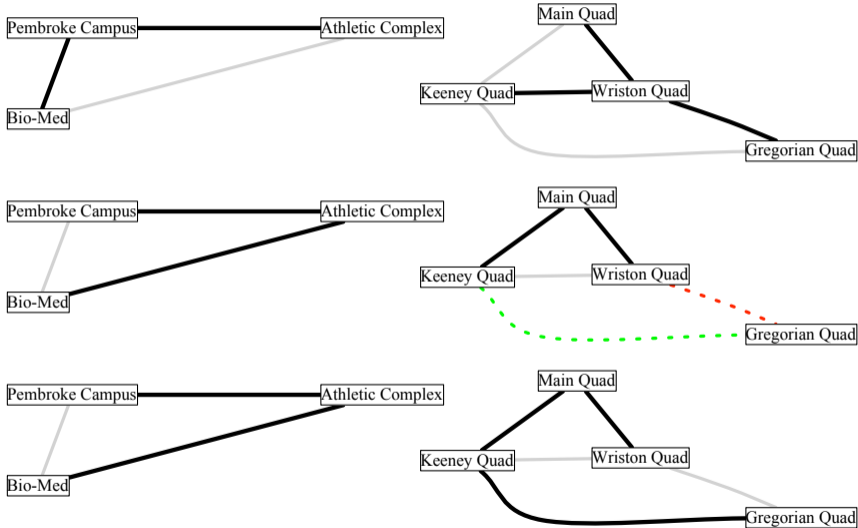 Pembroke Campus
Athletic Complex
Bio-Med
Main Quad
Keeney Quad
Wriston Quad
Gregorian Quad
Pembroke Campus
Athletic Complex
Bio-Med
Main Quad
Keeney Quad
Wriston Quad
Gregorian Quad
Pembroke Campus
Athletic Complex
Bio-Med
Main Quad
Keeney Quad
Wriston Quad
Gregorian Quad